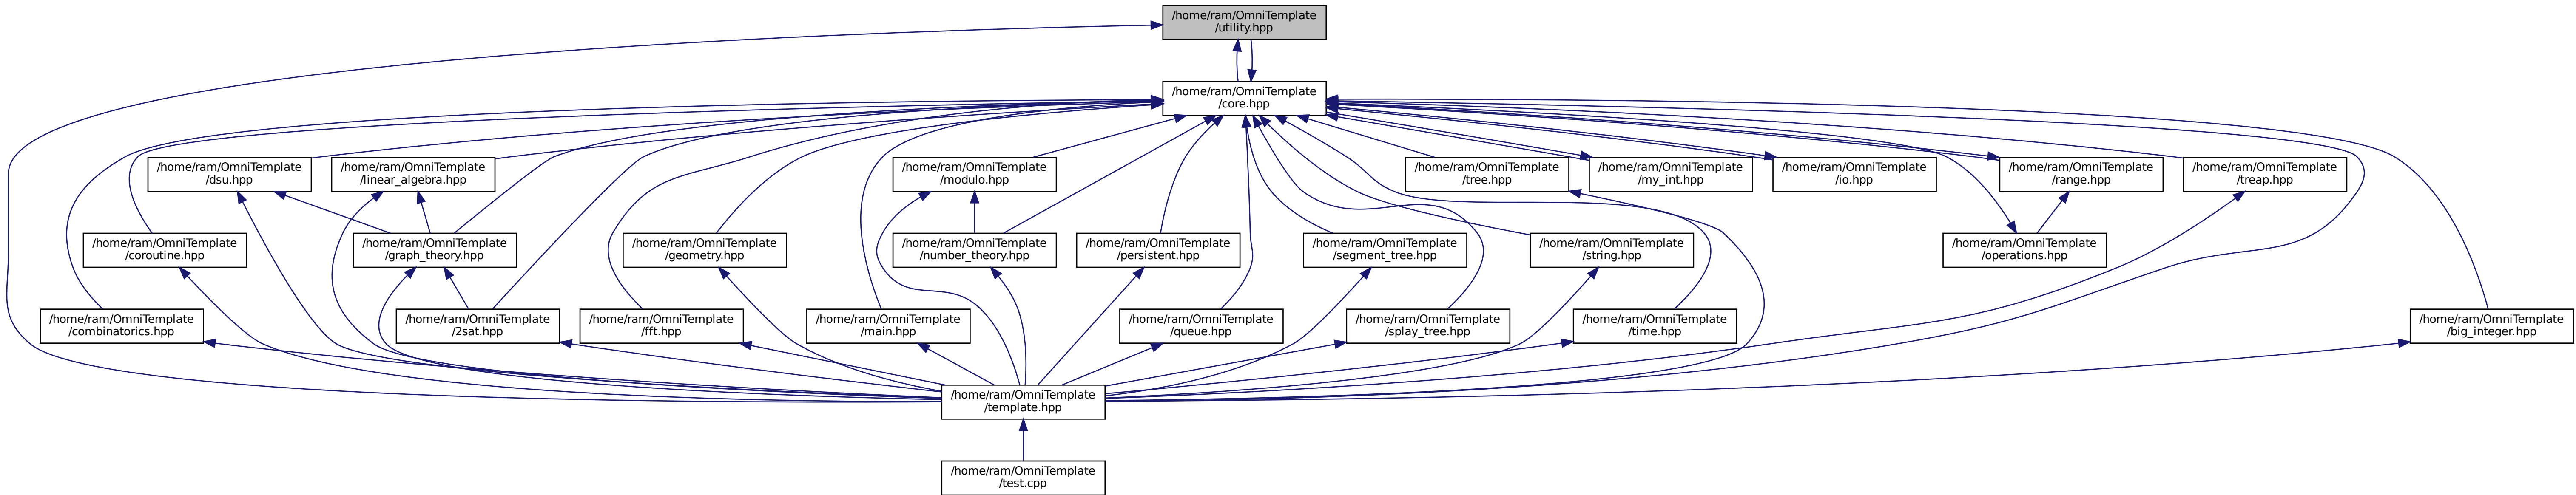 /home/ram/OmniTemplate
/utility.hpp
/home/ram/OmniTemplate
/core.hpp
/home/ram/OmniTemplate
/dsu.hpp
/home/ram/OmniTemplate
/linear_algebra.hpp
/home/ram/OmniTemplate
/modulo.hpp
/home/ram/OmniTemplate
/tree.hpp
/home/ram/OmniTemplate
/my_int.hpp
/home/ram/OmniTemplate
/io.hpp
/home/ram/OmniTemplate
/range.hpp
/home/ram/OmniTemplate
/treap.hpp
/home/ram/OmniTemplate
/coroutine.hpp
/home/ram/OmniTemplate
/graph_theory.hpp
/home/ram/OmniTemplate
/geometry.hpp
/home/ram/OmniTemplate
/number_theory.hpp
/home/ram/OmniTemplate
/persistent.hpp
/home/ram/OmniTemplate
/segment_tree.hpp
/home/ram/OmniTemplate
/string.hpp
/home/ram/OmniTemplate
/operations.hpp
/home/ram/OmniTemplate
/combinatorics.hpp
/home/ram/OmniTemplate
/2sat.hpp
/home/ram/OmniTemplate
/fft.hpp
/home/ram/OmniTemplate
/main.hpp
/home/ram/OmniTemplate
/queue.hpp
/home/ram/OmniTemplate
/splay_tree.hpp
/home/ram/OmniTemplate
/time.hpp
/home/ram/OmniTemplate
/big_integer.hpp
/home/ram/OmniTemplate
/template.hpp
/home/ram/OmniTemplate
/test.cpp